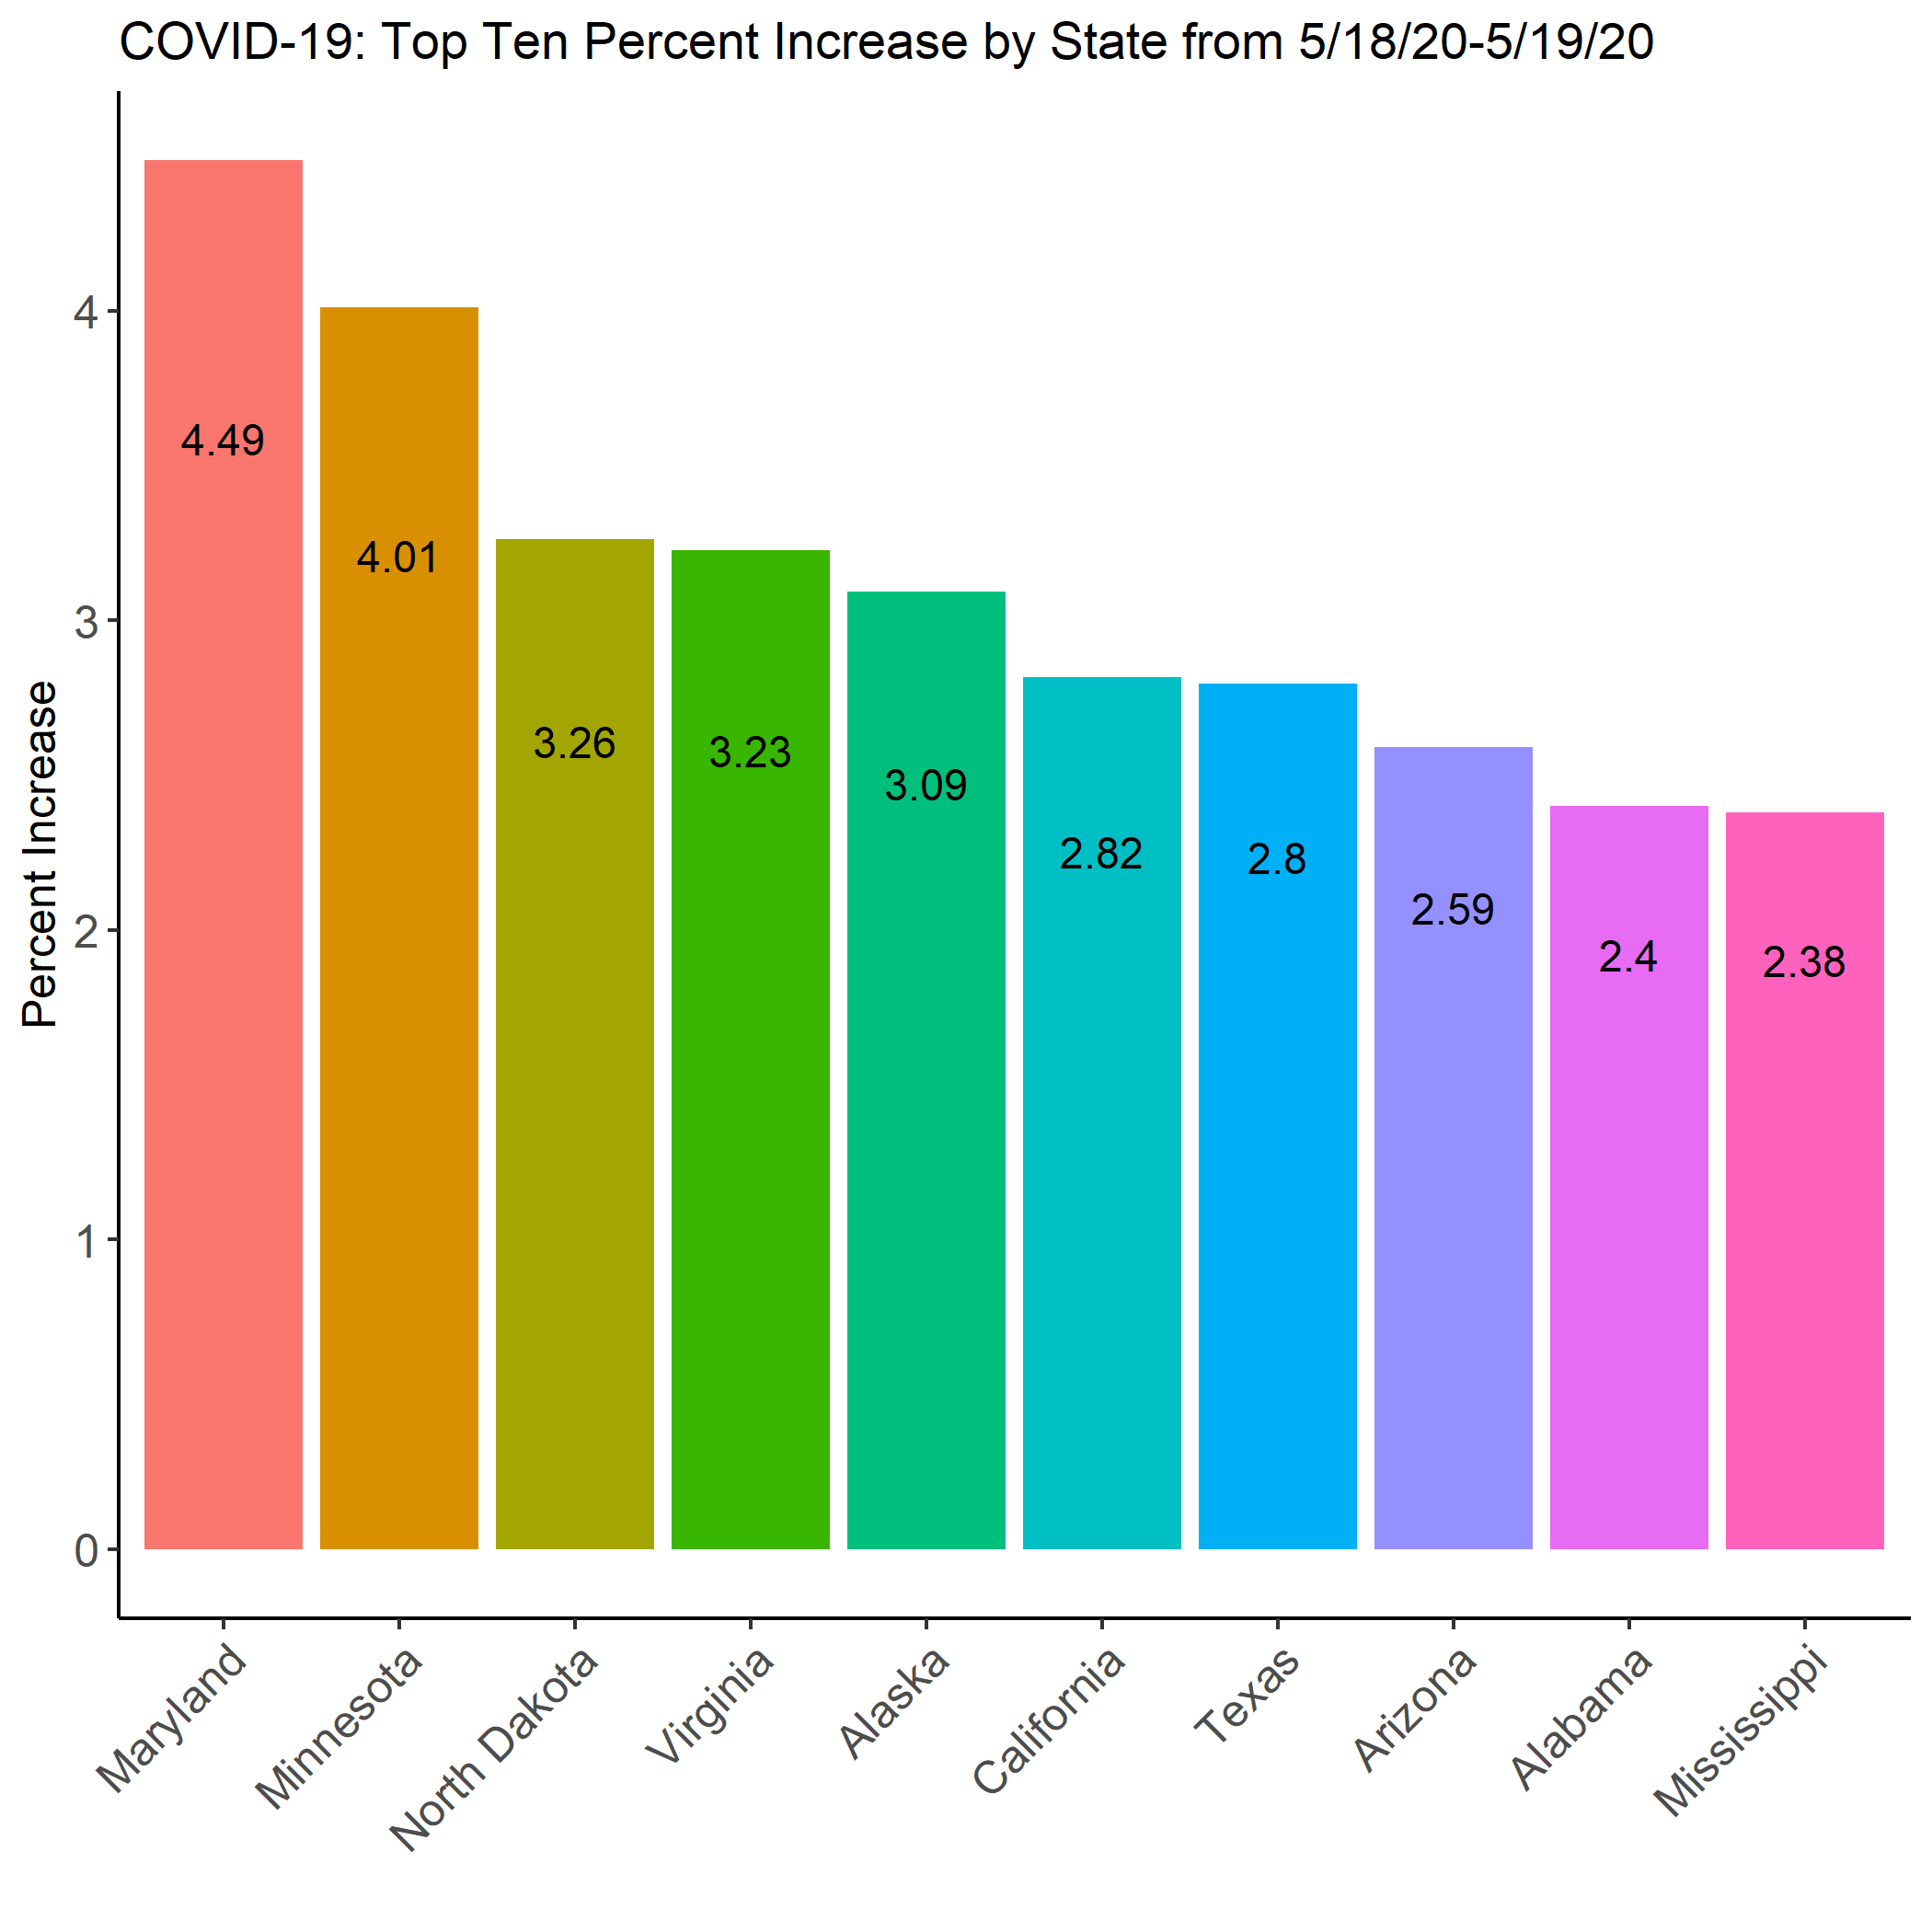 COVID-19: Top Ten Percent Increase by State from 5/18/20-5/19/20
Percent Increase
4
3
2
1
0
4.49
4.01
3.26
3.23
3.09
2.82
2.8
2.59
2.4
2.38
Maryland
Minnesota
North Dakota
Virginia
Alaska
California
Texas
Arizona
Alabama
Mississippi